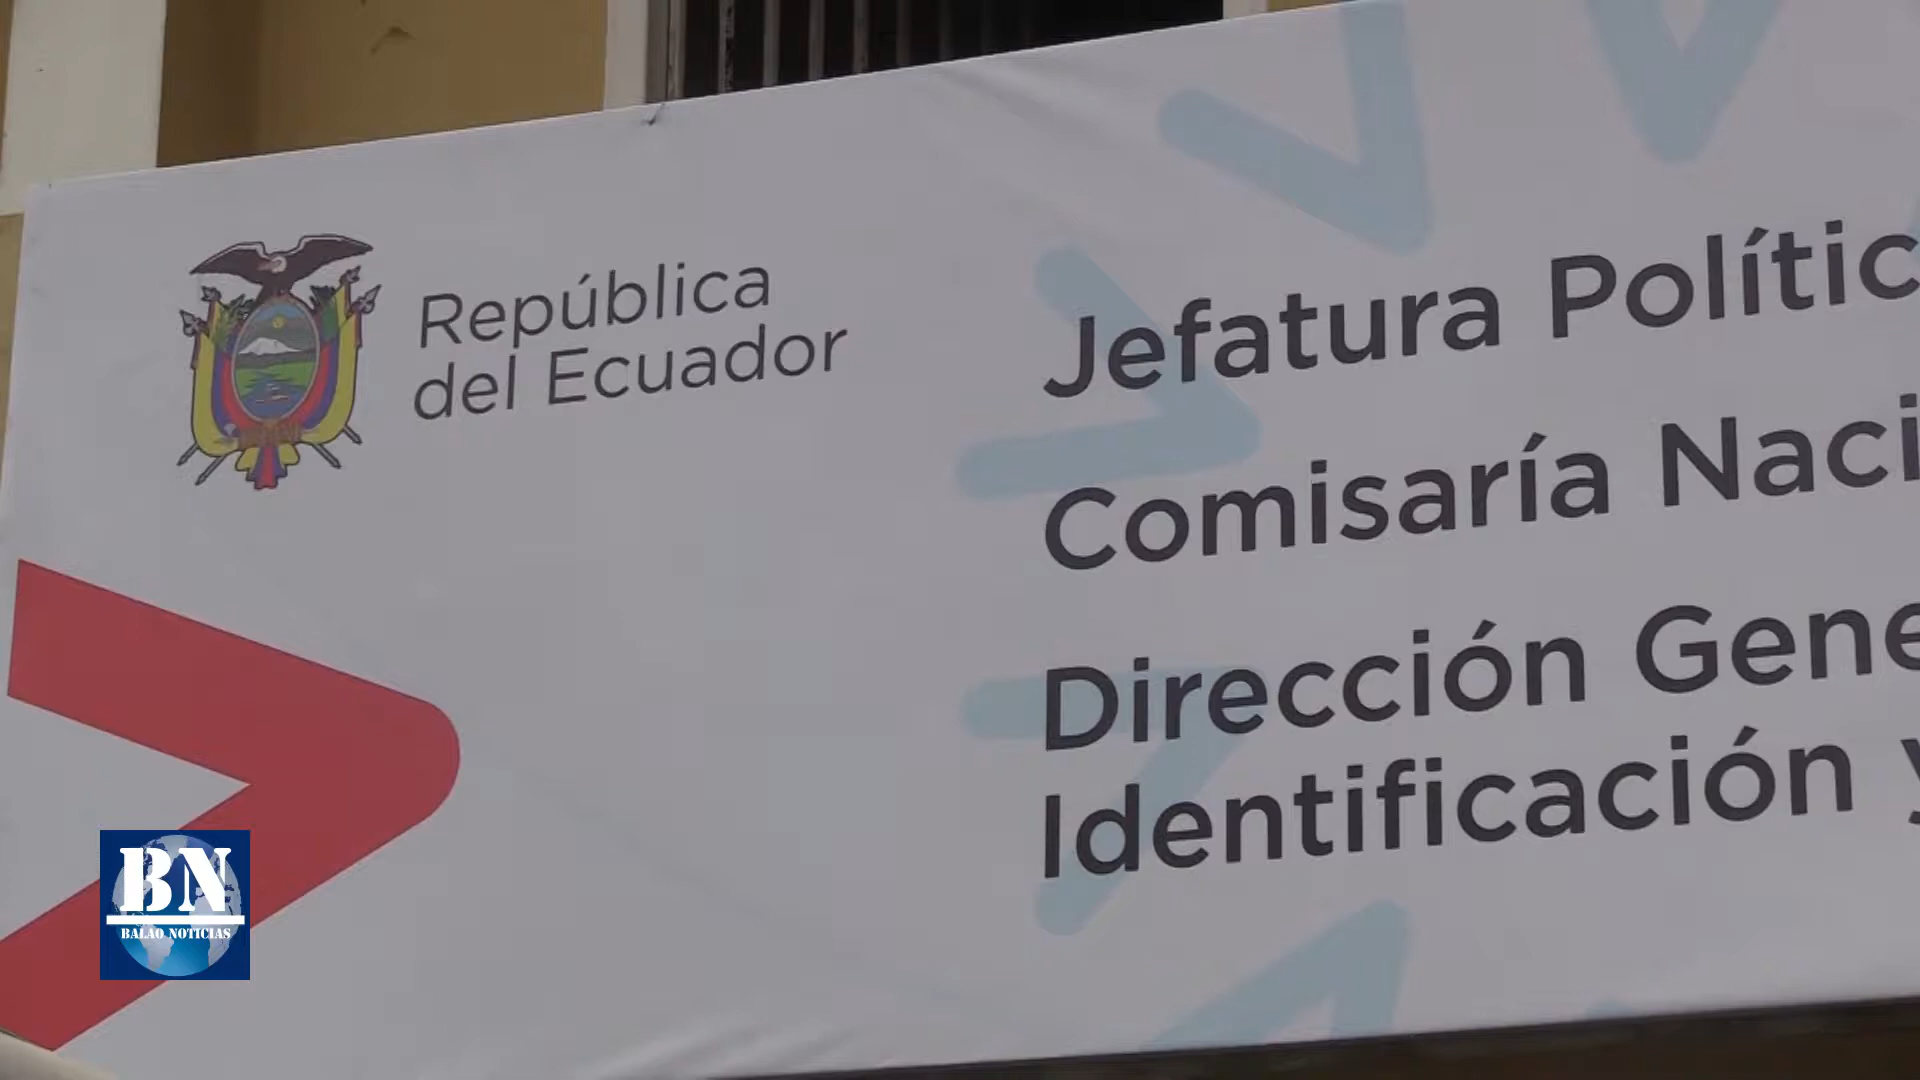 República
del Ecuador
Jefatura Polític
Comisaría Naci
Dirección Gene
Identificación y
BN
BALAO NOTICIAS